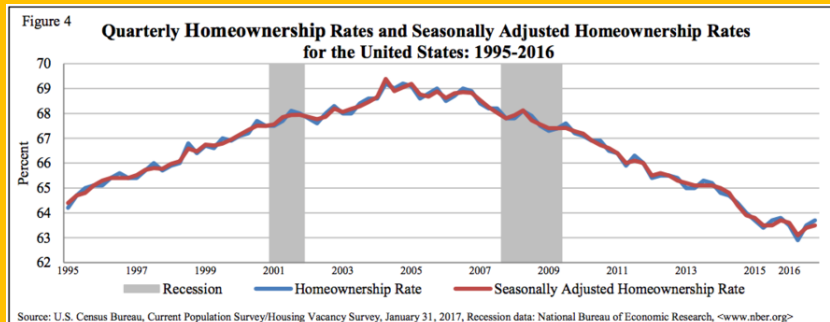 Figure 4
Quarterly Homeownership Rates and Seasonally Adjusted Homeownership Rates
for the United States: 1995-2016
Percent
70
69
68
67
66
65
64
63
62
1995 1997 1999 2001 2003 2005 2007 2009 2011 2013 2015 2016
Recession Homeownership Rate Seasonally Adjusted Homeownership Rate
Source: U.S. Census Bureau, Current Population Survey/Housing Vacancy Survey, January 31, 2017, Recession data: National Bureau of Economic Research, <www.nber.org>